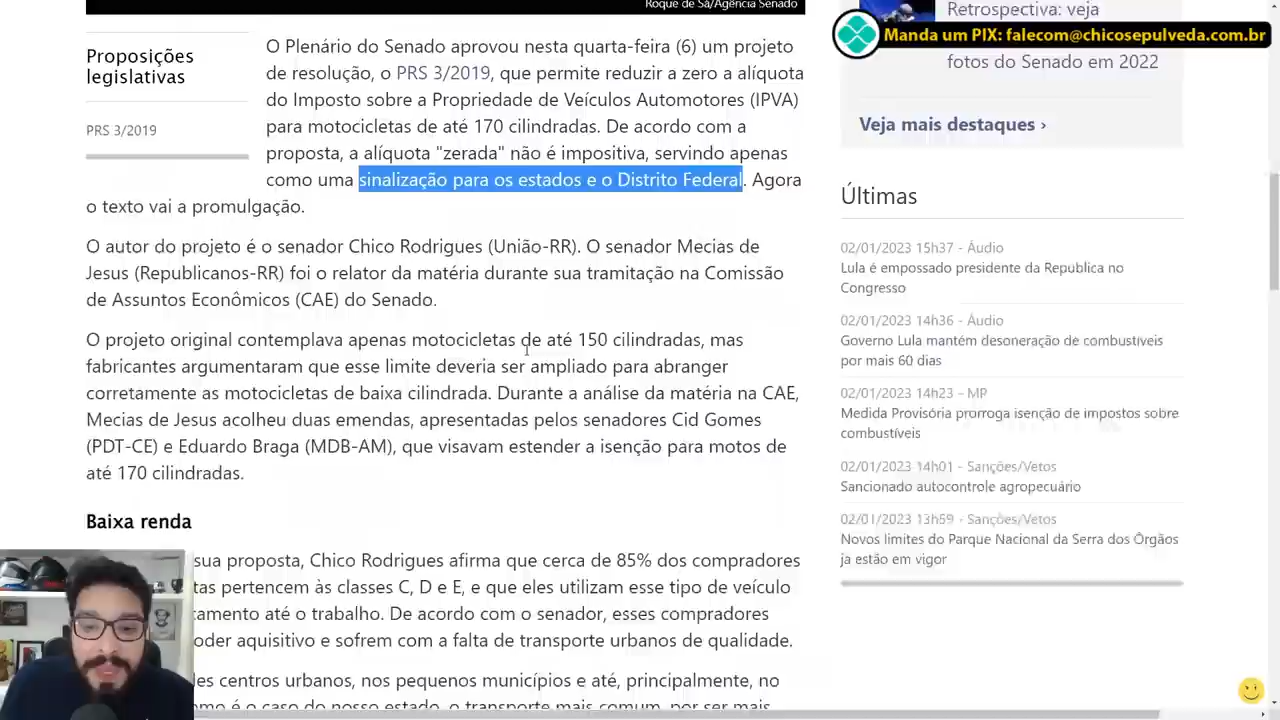 Roque de Sá/Agência Senado
Proposições
legislativas
PRS 3/2019
O Plenário do Senado aprovou nesta quarta-feira (6) um projeto
de resolução, o PRS 3/2019, que permite reduzir a zero a alíquota
do Imposto sobre a Propriedade de Veículos Automotores (IPVA)
para motocicletas de até 170 cilindradas. De acordo com a
proposta, a alíquota "zerada" não é impositiva, servindo apenas
como uma sinalização para os estados e o Distrito Federal. Agora
o texto vai a promulgação.
O autor do projeto é o senador Chico Rodrigues (União-RR). O senador Mecias de
Jesus (Republicanos-RR) foi o relator da matéria durante sua tramitação na Comissão
de Assuntos Econômicos (CAE) do Senado.
O projeto original contemplava apenas motocicletas de até 150 cilindradas, mas
fabricantes argumentaram que esse limite deveria ser ampliado para abranger
corretamente as motocicletas de baixa cilindrada. Durante a análise da matéria na CAE,
Mecias de Jesus acolheu duas emendas, apresentadas pelos senadores Cid Gomes
(PDT-CE) e Eduardo Braga (MDB-AM), que visavam estender a isenção para motos de
até 170 cilindradas.
Baixa renda
sua proposta, Chico Rodrigues afirma que cerca de 85% dos compradores
pertencem às classes C, D e E, e que eles utilizam esse tipo de veículo
até o trabalho. De acordo com o senador, esses compradores
aquisitivo e sofrem com a falta de transporte urbanos de qualidade.
centros urbanos, nos pequenos municípios e até, principalmente, no
é o caso do nosso estado, o transporte mais comum, por ser mais
Retrospectiva: veja
Manda um PIX: falecom@chicosepulveda.com.br
fotos do Senado em 2022
Veja mais destaques ›
Últimas
02/01/2023 15h37 - Áudio
Lula é empossado presidente da República no
Congresso
02/01/2023 14h36 - Áudio
Governo Lula mantém desoneração de combustíveis
por mais 60 dias
02/01/2023 14h23 - MP
Medida Provisória prorroga isenção de impostos sobre
combustíveis
02/01/2023 14h01 - Sanções/Vetos
Sancionado autocontrole agropecuário
02/01/2023 13h59 - Sanções/Vetos
Novos limites do Parque Nacional da Serra dos Órgãos
já estão em vigor